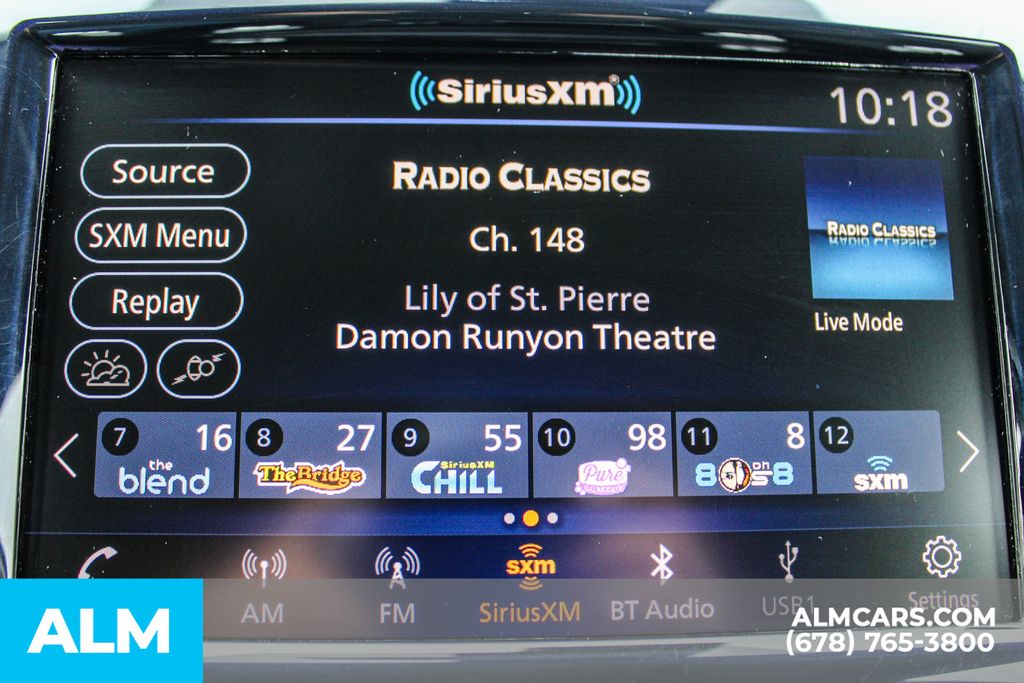 SiriusXM®
10:18
Source
SXM Menu
Replay
RADIO CLASSICS
Ch. 148
Lily of St. Pierre
Damon Runyon Theatre
RADIO CLASSICS
Live Mode
7 16
the blend
8 27
The Bridge
9 55
SiriusXM
CHILL
10 98
Pure
COMEDY
11 8
80s on 8
12
sxm
AM
FM
sxm
SiriusXM
BT Audio
USB1
Settings
ALM
ALMCARS.COM
(678) 765-3800